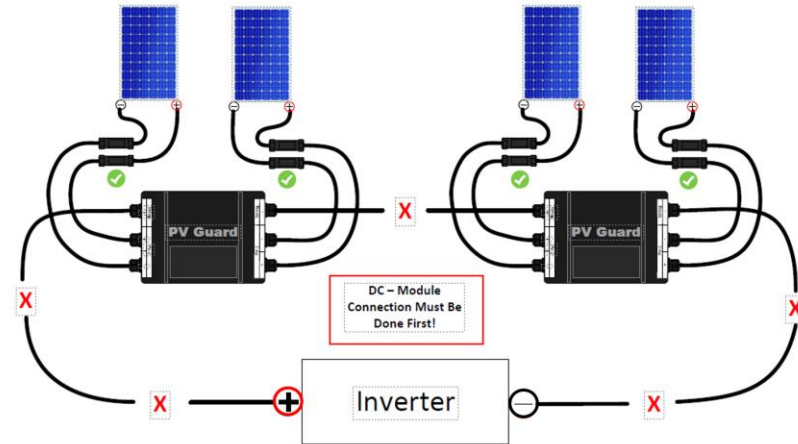 PV Guard
X
PV Guard
X
X
DC – Module
Connection Must Be
Done First!
X
Inverter
X